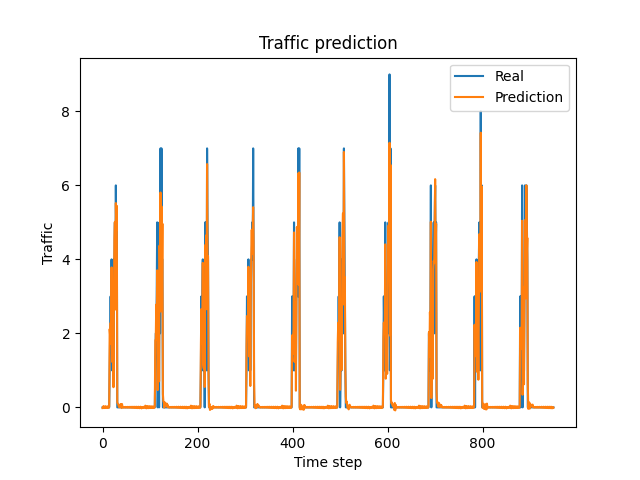 Traffic prediction
Real
Prediction
8
6
4
2
0
Traffic
0 200 400 600 800
Time step